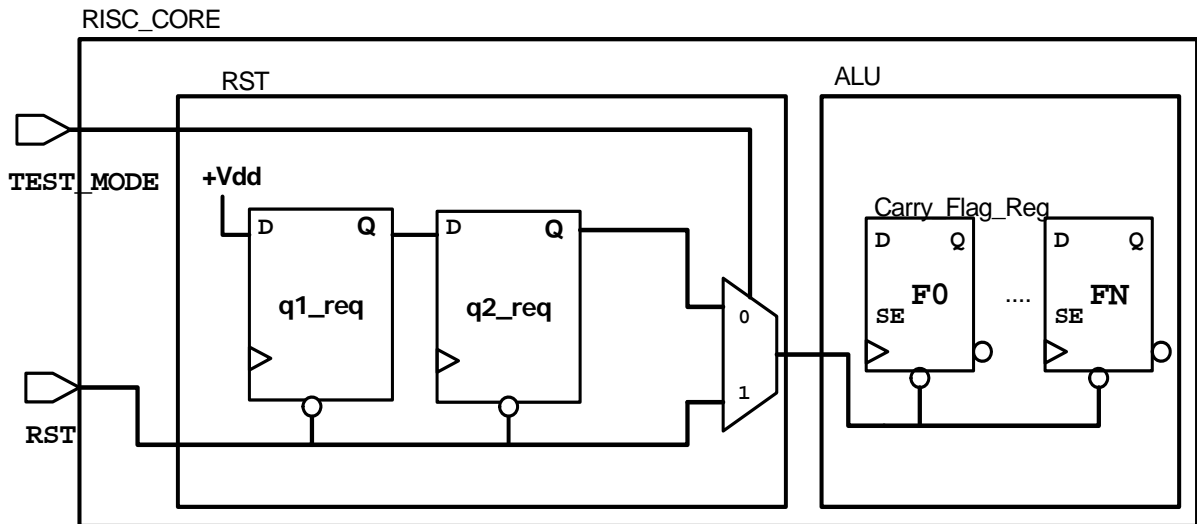 RISC_CORE
RST
ALU
TEST_MODE
+Vdd
D Q
q1_req
D Q
q2_req
0
1
Carry_Flag_Reg
D Q
F0
SE
....
D Q
FN
SE
RST